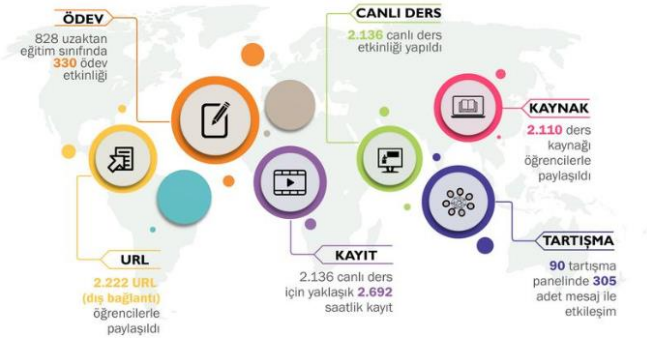 ÖDEV
828 uzaktan
eğitim sınıfında
330 ödev
etkinliği
CANLI DERS
2.136 canlı ders
etkinliği yapıldı
KAYNAK
2.110 ders
kaynağı
öğrencilerle
paylaşıldı
URL
2.222 URL
(dış bağlantı)
öğrencilerle
paylaşıldı
KAYIT
2.136 canlı ders
için yaklaşık 2.692
saatlik kayıt
TARTIŞMA
90 tartışma
panelinde 305
adet mesaj ile
etkileşim